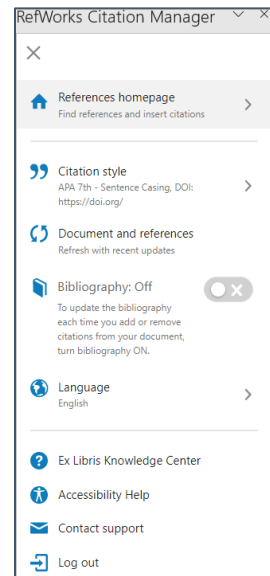 RefWorks Citation Manager
References homepage
Find references and insert citations
Citation style
APA 7th - Sentence Casing, DOI:
https://doi.org/
Document and references
Refresh with recent updates
Bibliography: Off
To update the bibliography
each time you add or remove
citations from your document,
turn bibliography ON.
Language
English
Ex Libris Knowledge Center
Accessibility Help
Contact support
Log out